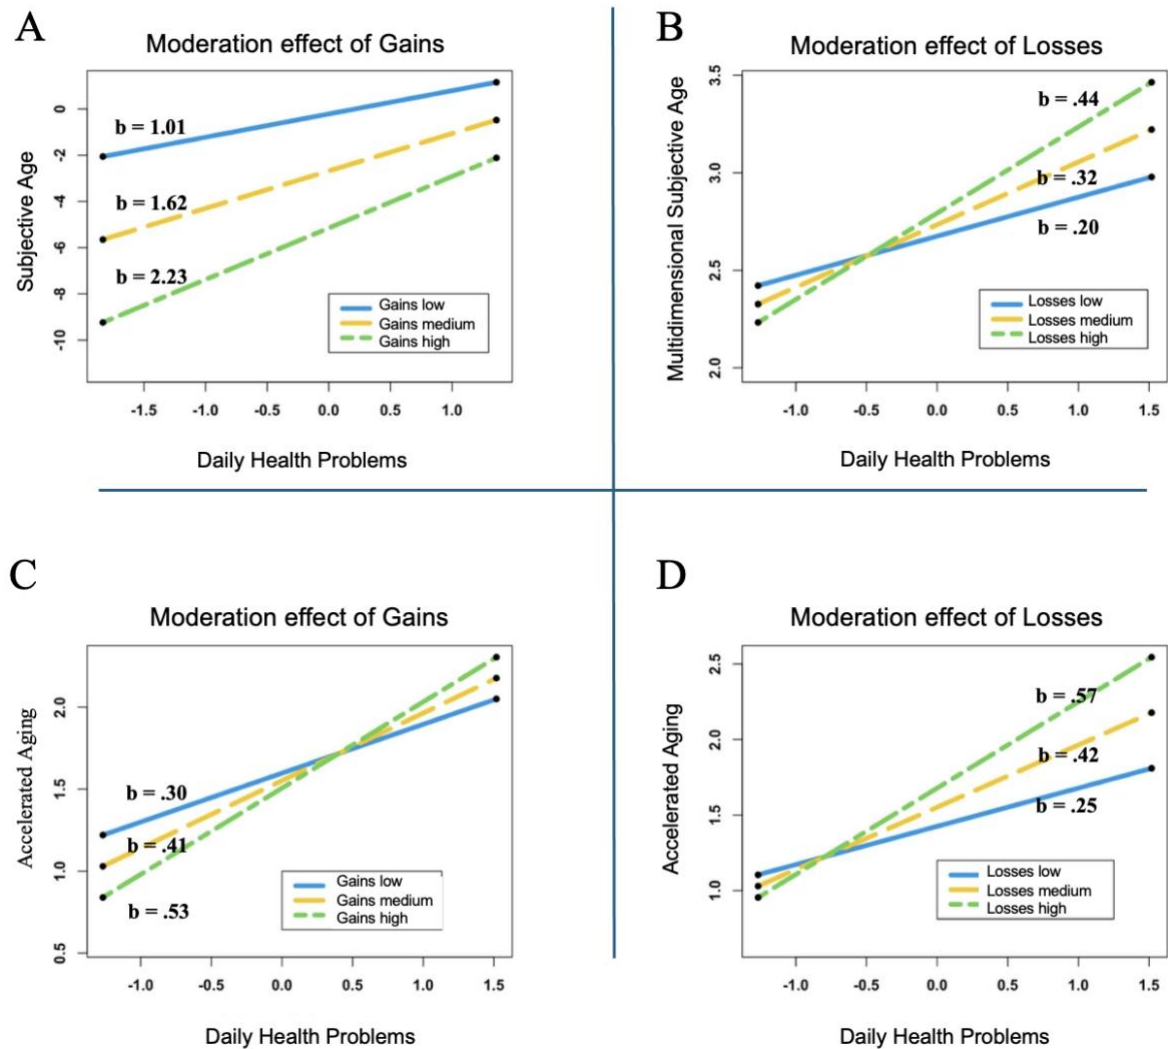 A
Moderation effect of Gains
Subjective Age
0
-2
-4
-6
-8
-10
b = 1.01
b = 1.62
b = 2.23
Gains low
Gains medium
Gains high
-1.5 -1.0 -0.5 0.0 0.5 1.0
Daily Health Problems
B
Moderation effect of Losses
Multidimensional Subjective Age
3.5
3.0
2.5
2.0
b = .44
b = .32
b = .20
Losses low
Losses medium
Losses high
-1.0 -0.5 0.0 0.5 1.0 1.5
Daily Health Problems
C
Moderation effect of Gains
Accelerated Aging
2.0
1.5
1.0
0.5
b = .30
b = .41
b = .53
Gains low
Gains medium
Gains high
-1.0 -0.5 0.0 0.5 1.0 1.5
Daily Health Problems
D
Moderation effect of Losses
Accelerated Aging
2.5
2.0
1.5
1.0
b = .57
b = .42
b = .25
Losses low
Losses medium
Losses high
-1.0 -0.5 0.0 0.5 1.0 1.5
Daily Health Problems